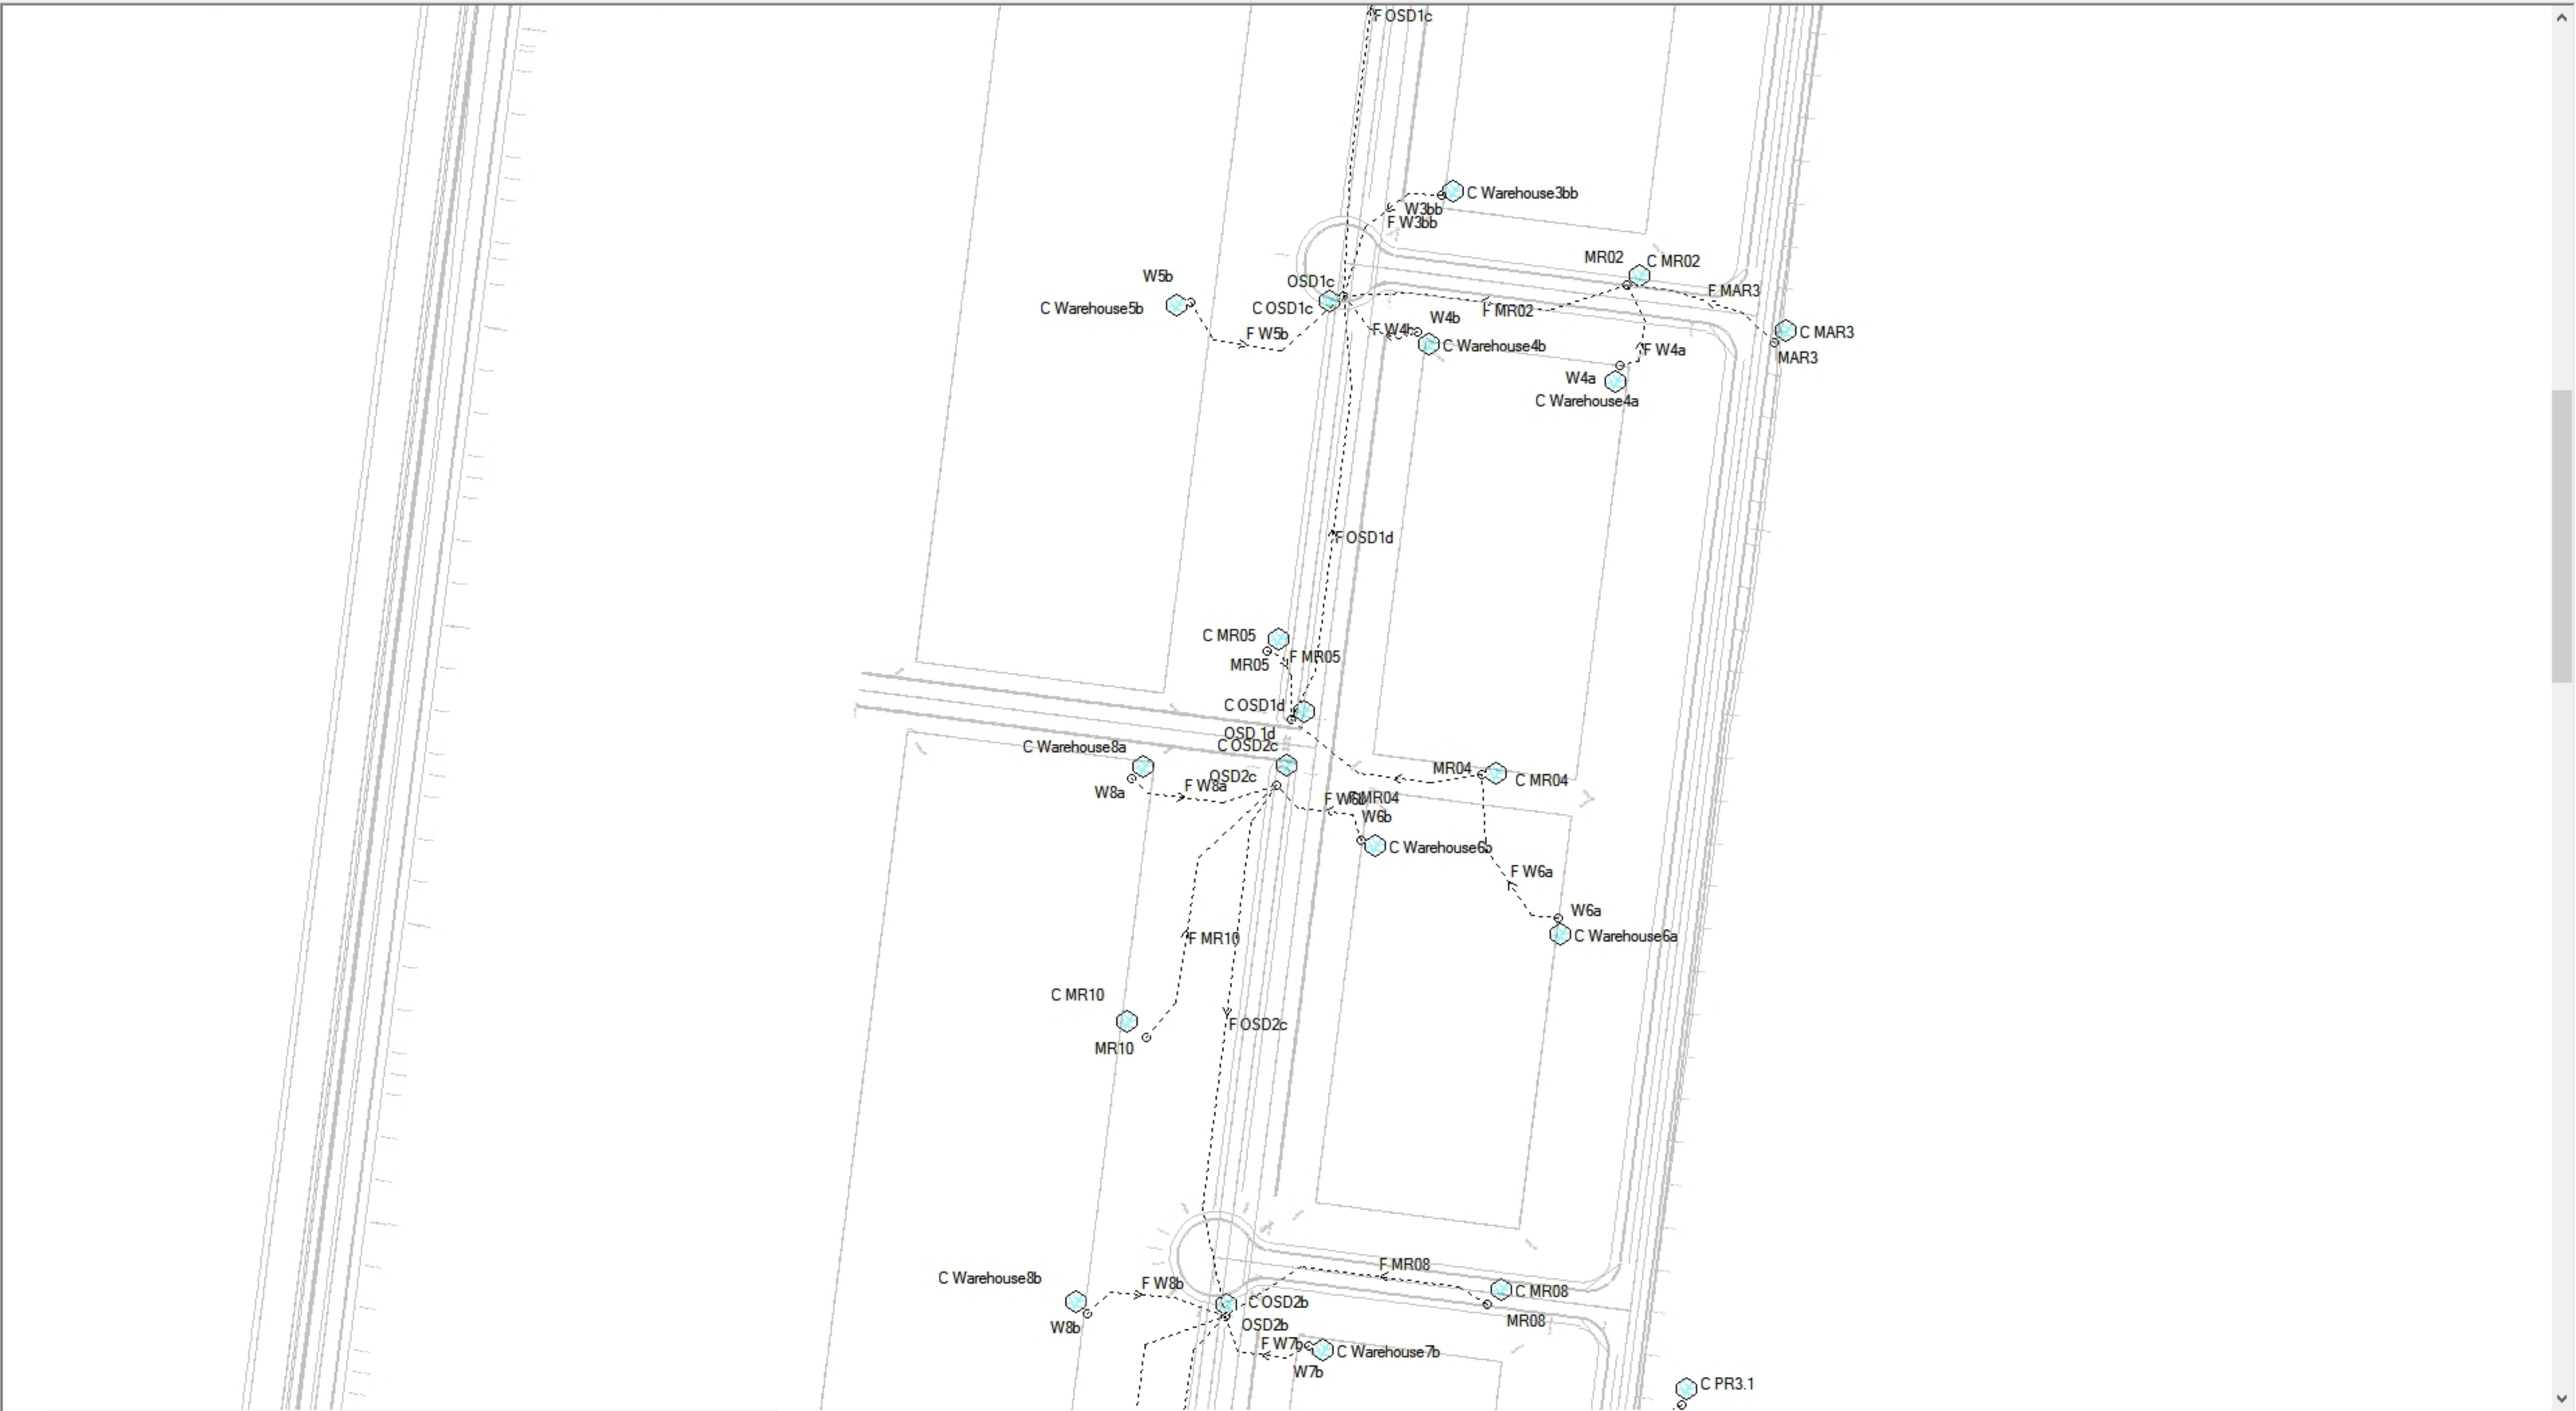 F OSD1c
C Warehouse3bb
W3bb
F W3bb
MR02
C MR02
W5b
OSD1c
F MAR3
C Warehouse5b
C OSD1c
F MR02
W4b
F W4b
F W5b
C MAR3
C Warehouse4b
F W4a
MAR3
W4a
C Warehouse4a
F OSD1d
C MR05
F MR05
MR05
C OSD1d
OSD 1d
C OSD2c
C Warehouse8a
MR04
OSD2c
C MR04
F W8a
W8a
F W6b
F MR04
W6b
C Warehouse6b
F W6a
W6a
C Warehouse6a
F MR10
C MR10
F OSD2c
MR10
F MR08
C Warehouse8b
F W8b
C MR08
C OSD2b
MR08
OSD2b
W8b
F W7b
C Warehouse7b
W7b
C PR3.1